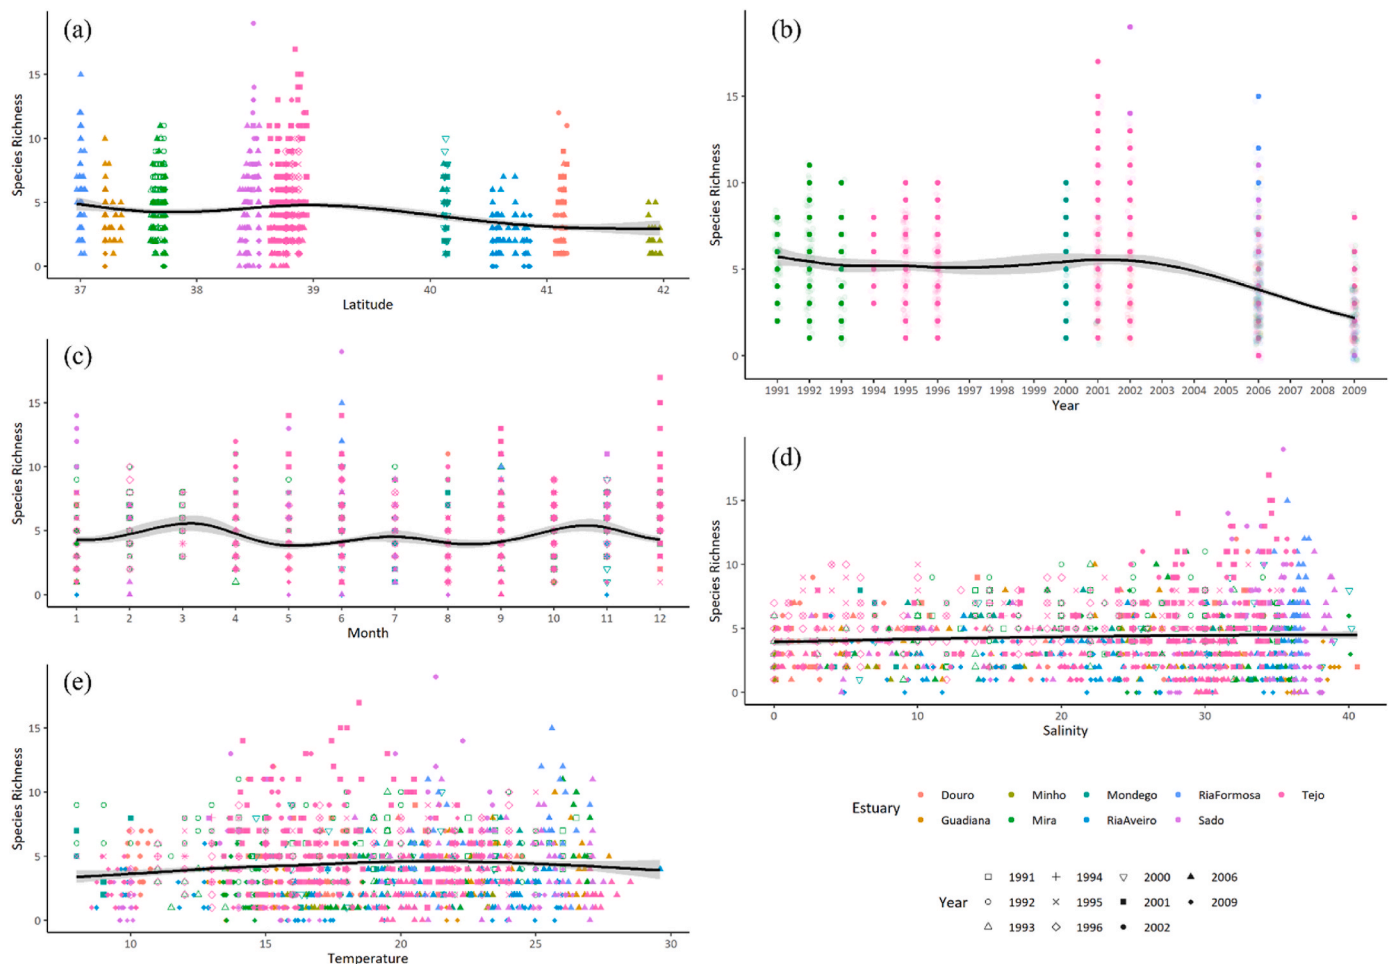 (a)
Species Richness
15
10
5
0
37 38 39 40 41 42
Latitude
(b)
Species Richness
15
10
5
0
1991 1992 1993 1994 1995 1996 1997 1998 1999 2000 2001 2002 2003 2004 2005 2006 2007 2008 2009
Year
(c)
Species Richness
15
10
5
0
1 2 3 4 5 6 7 8 9 10 11 12
Month
(d)
Species Richness
15
10
5
0
0 10 20 30 40
Salinity
(e)
Species Richness
15
10
5
0
10 15 20 25 30
Temperature
Estuary
Douro Minho Mondego RiaFormosa Tejo
Guadiana Mira RiaAveiro Sado
Year
1991 1994 2000 2006
1992 1995 2001 2009
1993 1996 2002